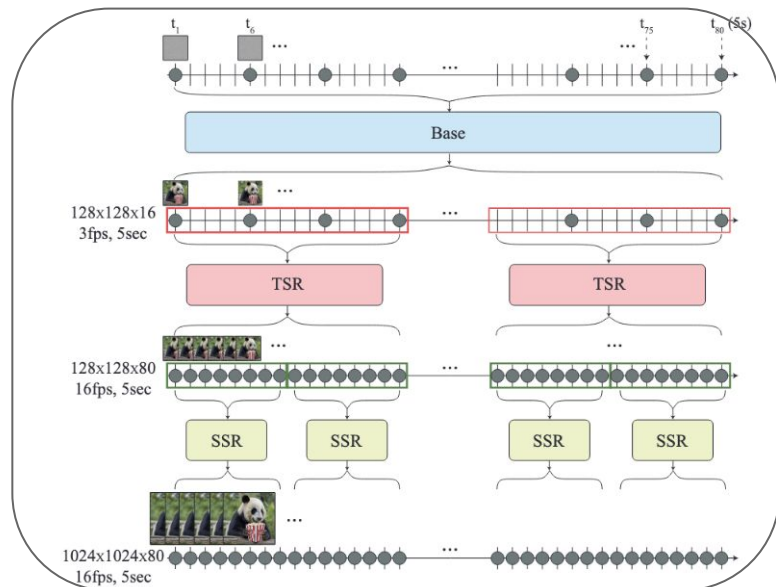 t1 t6 ... ... t75 t80 (5s)
...
Base
...
128x128x16
3fps, 5sec
...
TSR TSR
... ...
128x128x80
16fps, 5sec
...
SSR SSR SSR SSR
...
1024x1024x80
16fps, 5sec
...